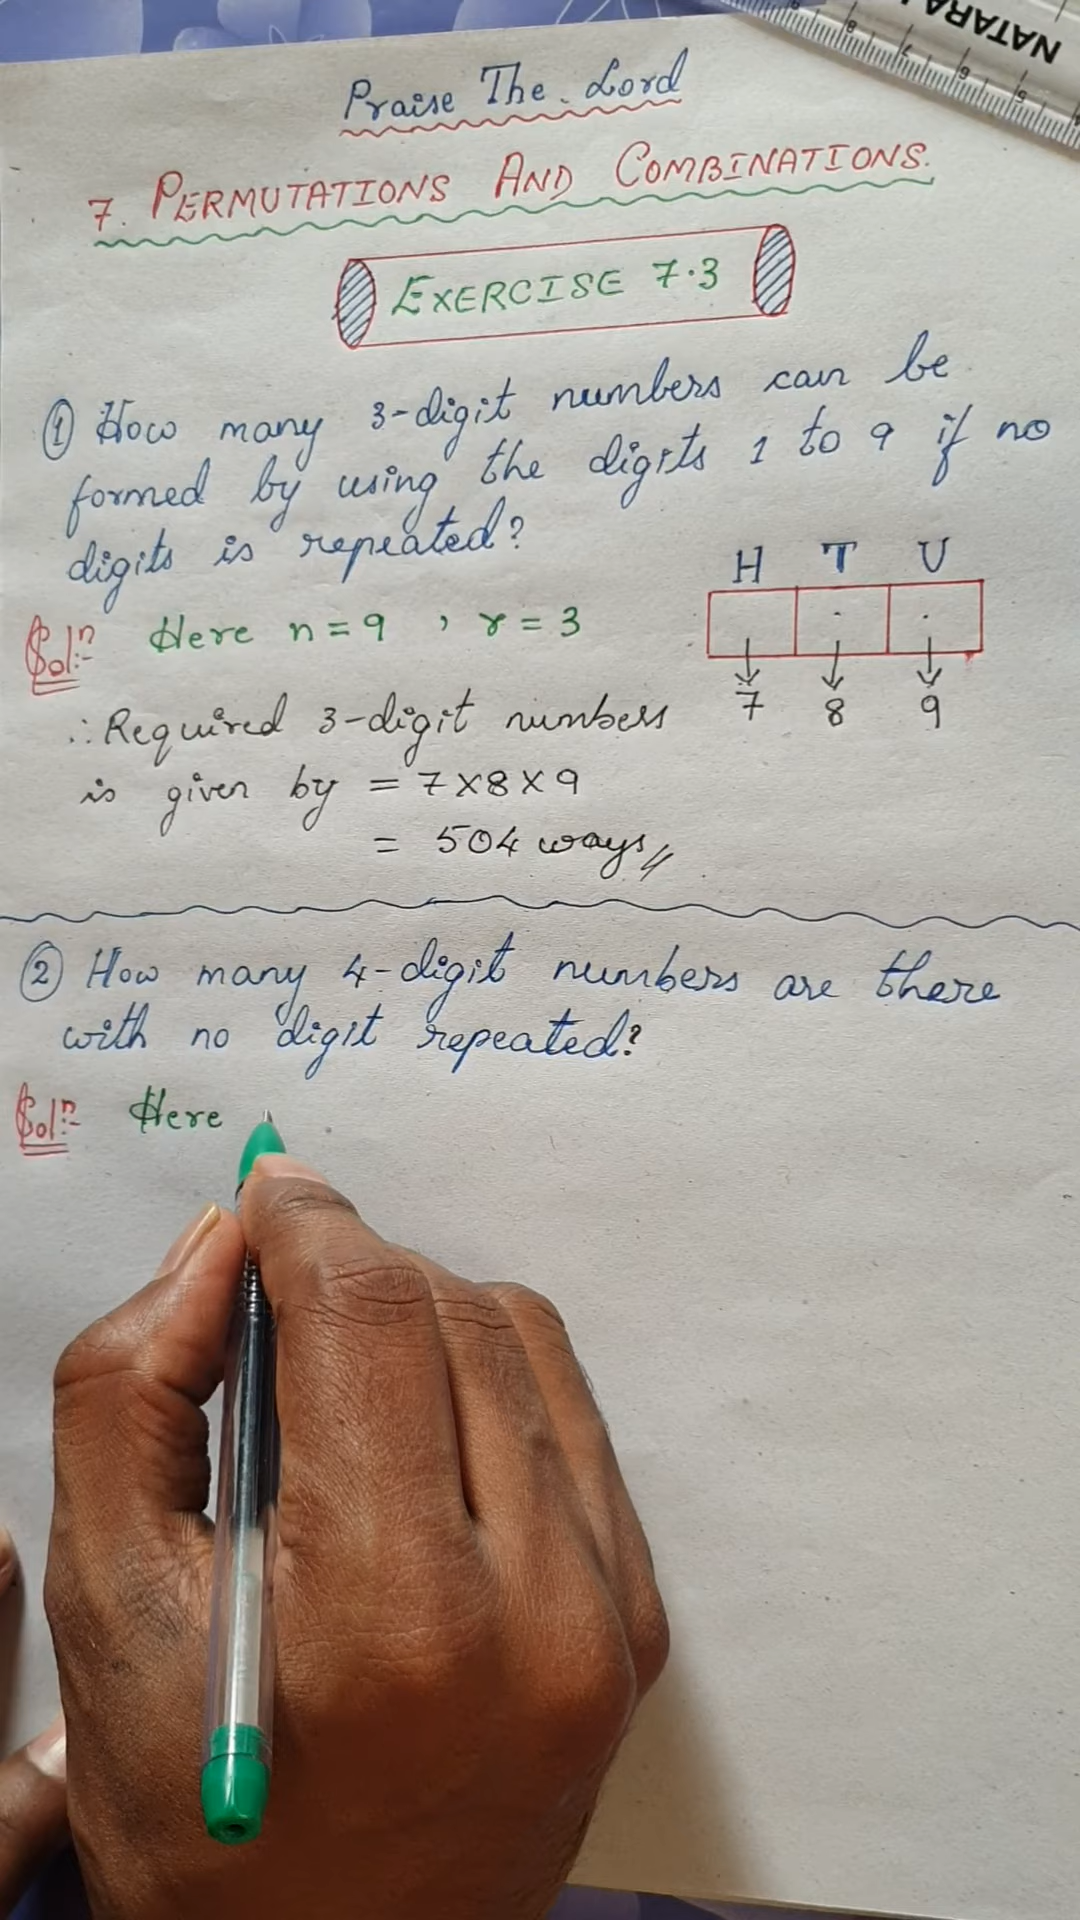 Praise The Lord
7. PERMUTATIONS AND COMBINATIONS.
EXERCISE 7.3
① How many 3-digit numbers can be
formed by using the digits 1 to 9 if no
digits is repeated?
H T U
Solⁿ:- Here n = 9 , r = 3
7 8 9
∴ Required 3-digit numbers
is given by = 7×8×9
= 504 ways
② How many 4-digit numbers are there
with no digit repeated?
Solⁿ:- Here